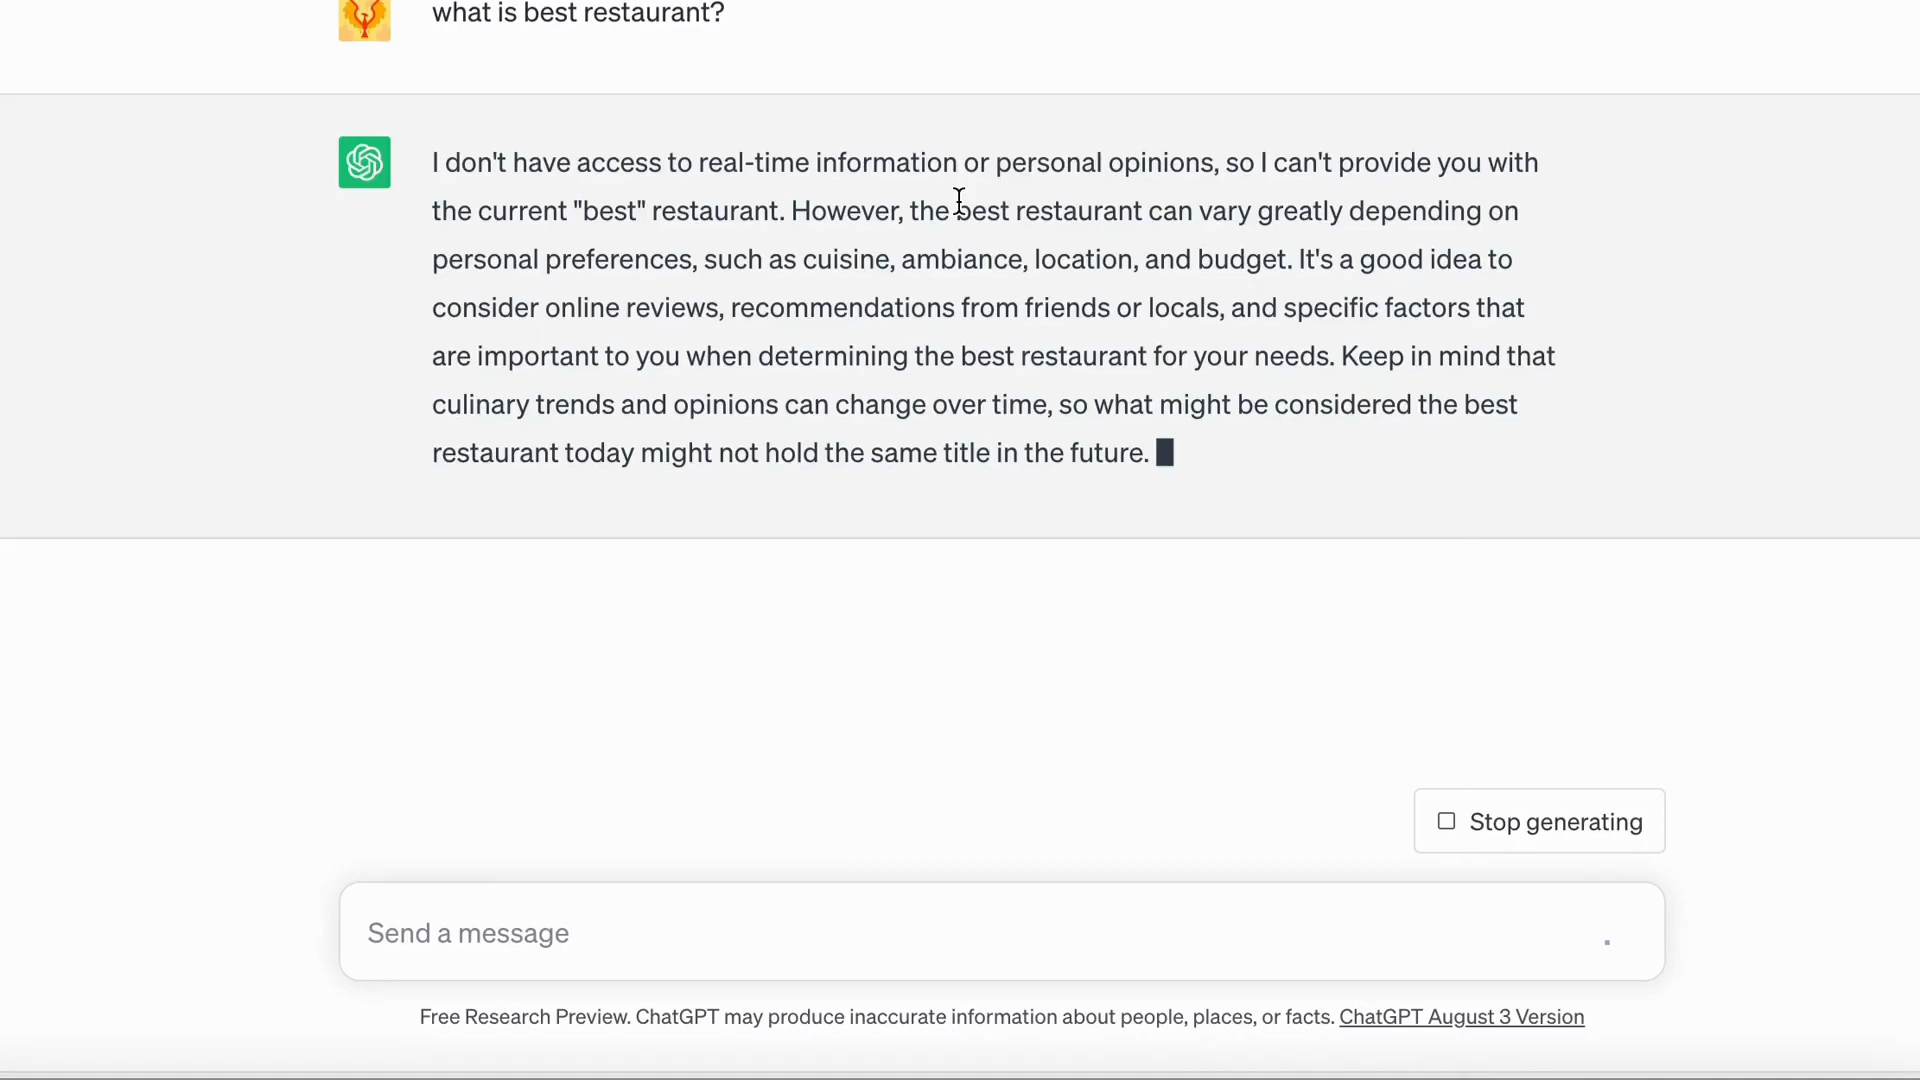 what is best restaurant?
I don't have access to real-time information or personal opinions, so I can't provide you with
the current "best" restaurant. However, the best restaurant can vary greatly depending on
personal preferences, such as cuisine, ambiance, location, and budget. It's a good idea to
consider online reviews, recommendations from friends or locals, and specific factors that
are important to you when determining the best restaurant for your needs. Keep in mind that
culinary trends and opinions can change over time, so what might be considered the best
restaurant today might not hold the same title in the future.
Stop generating
Send a message
Free Research Preview. ChatGPT may produce inaccurate information about people, places, or facts. ChatGPT August 3 Version